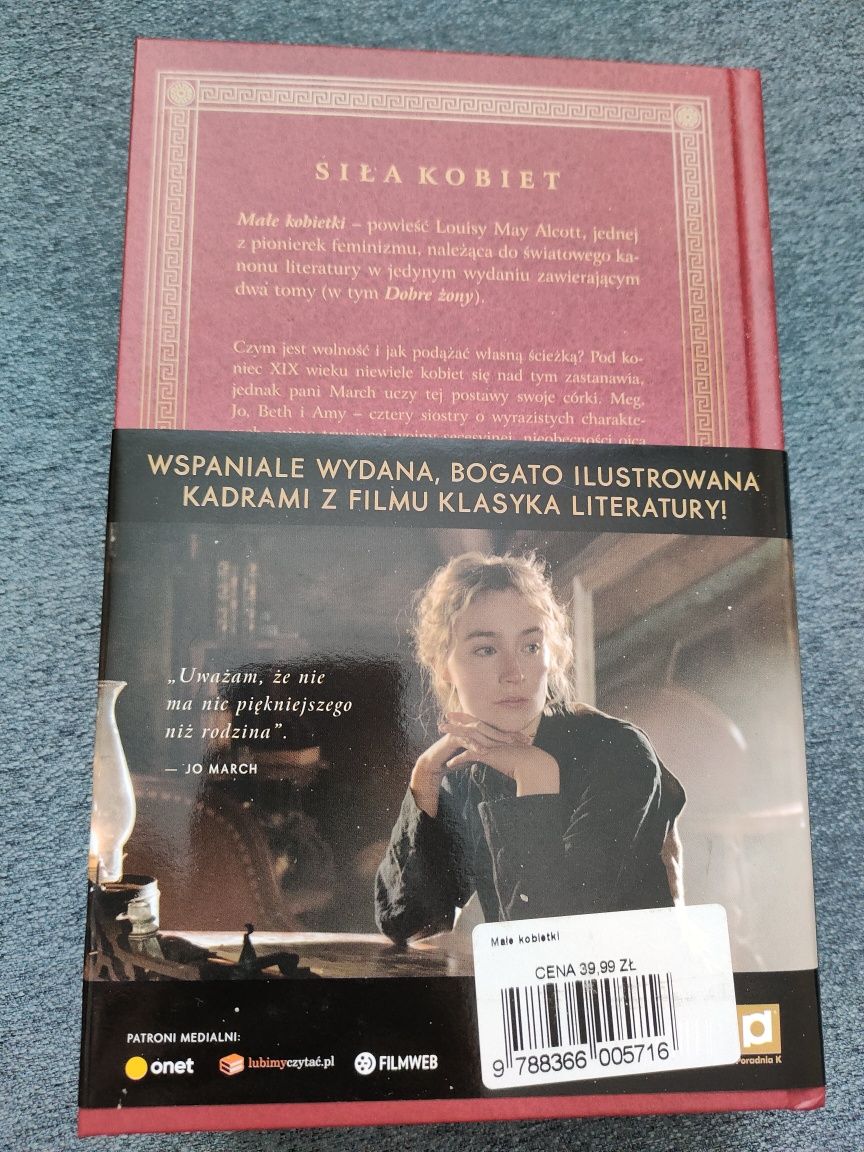 SIŁA KOBIET
Małe kobietki – powieść Louisy May Alcott, jednej
z pionierek feminizmu, należąca do światowego ka-
nonu literatury w jedynym wydaniu zawierającym
dwa tomy (w tym Dobre żony).
Czym jest wolność i jak podążać własną ścieżką? Pod ko-
niec XIX wieku niewiele kobiet się nad tym zastanawia,
jednak pani March uczy tej postawy swoje córki. Meg,
Jo, Beth i Amy – cztery siostry o wyrazistych charakte-
WSPANIALE WYDANA, BOGATO ILUSTROWANA
KADRAMI Z FILMU KLASYKA LITERATURY!
„Uważam, że nie
ma nic piękniejszego
niż rodzina”.
— JO MARCH
Małe kobietki
CENA 39,99 ZŁ
9 788366 005716
PATRONI MEDIALNI:
onet
lubimyczytać.pl
FILMWEB
oradnia K